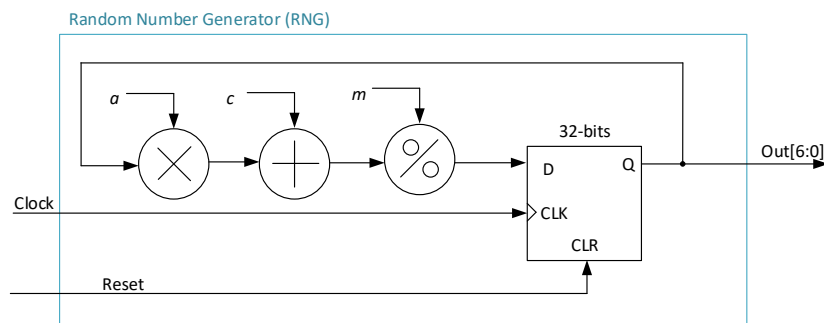 Random Number Generator (RNG)
a
c
m
32-bits
D
Q
Out[6:0]
Clock
CLK
CLR
Reset